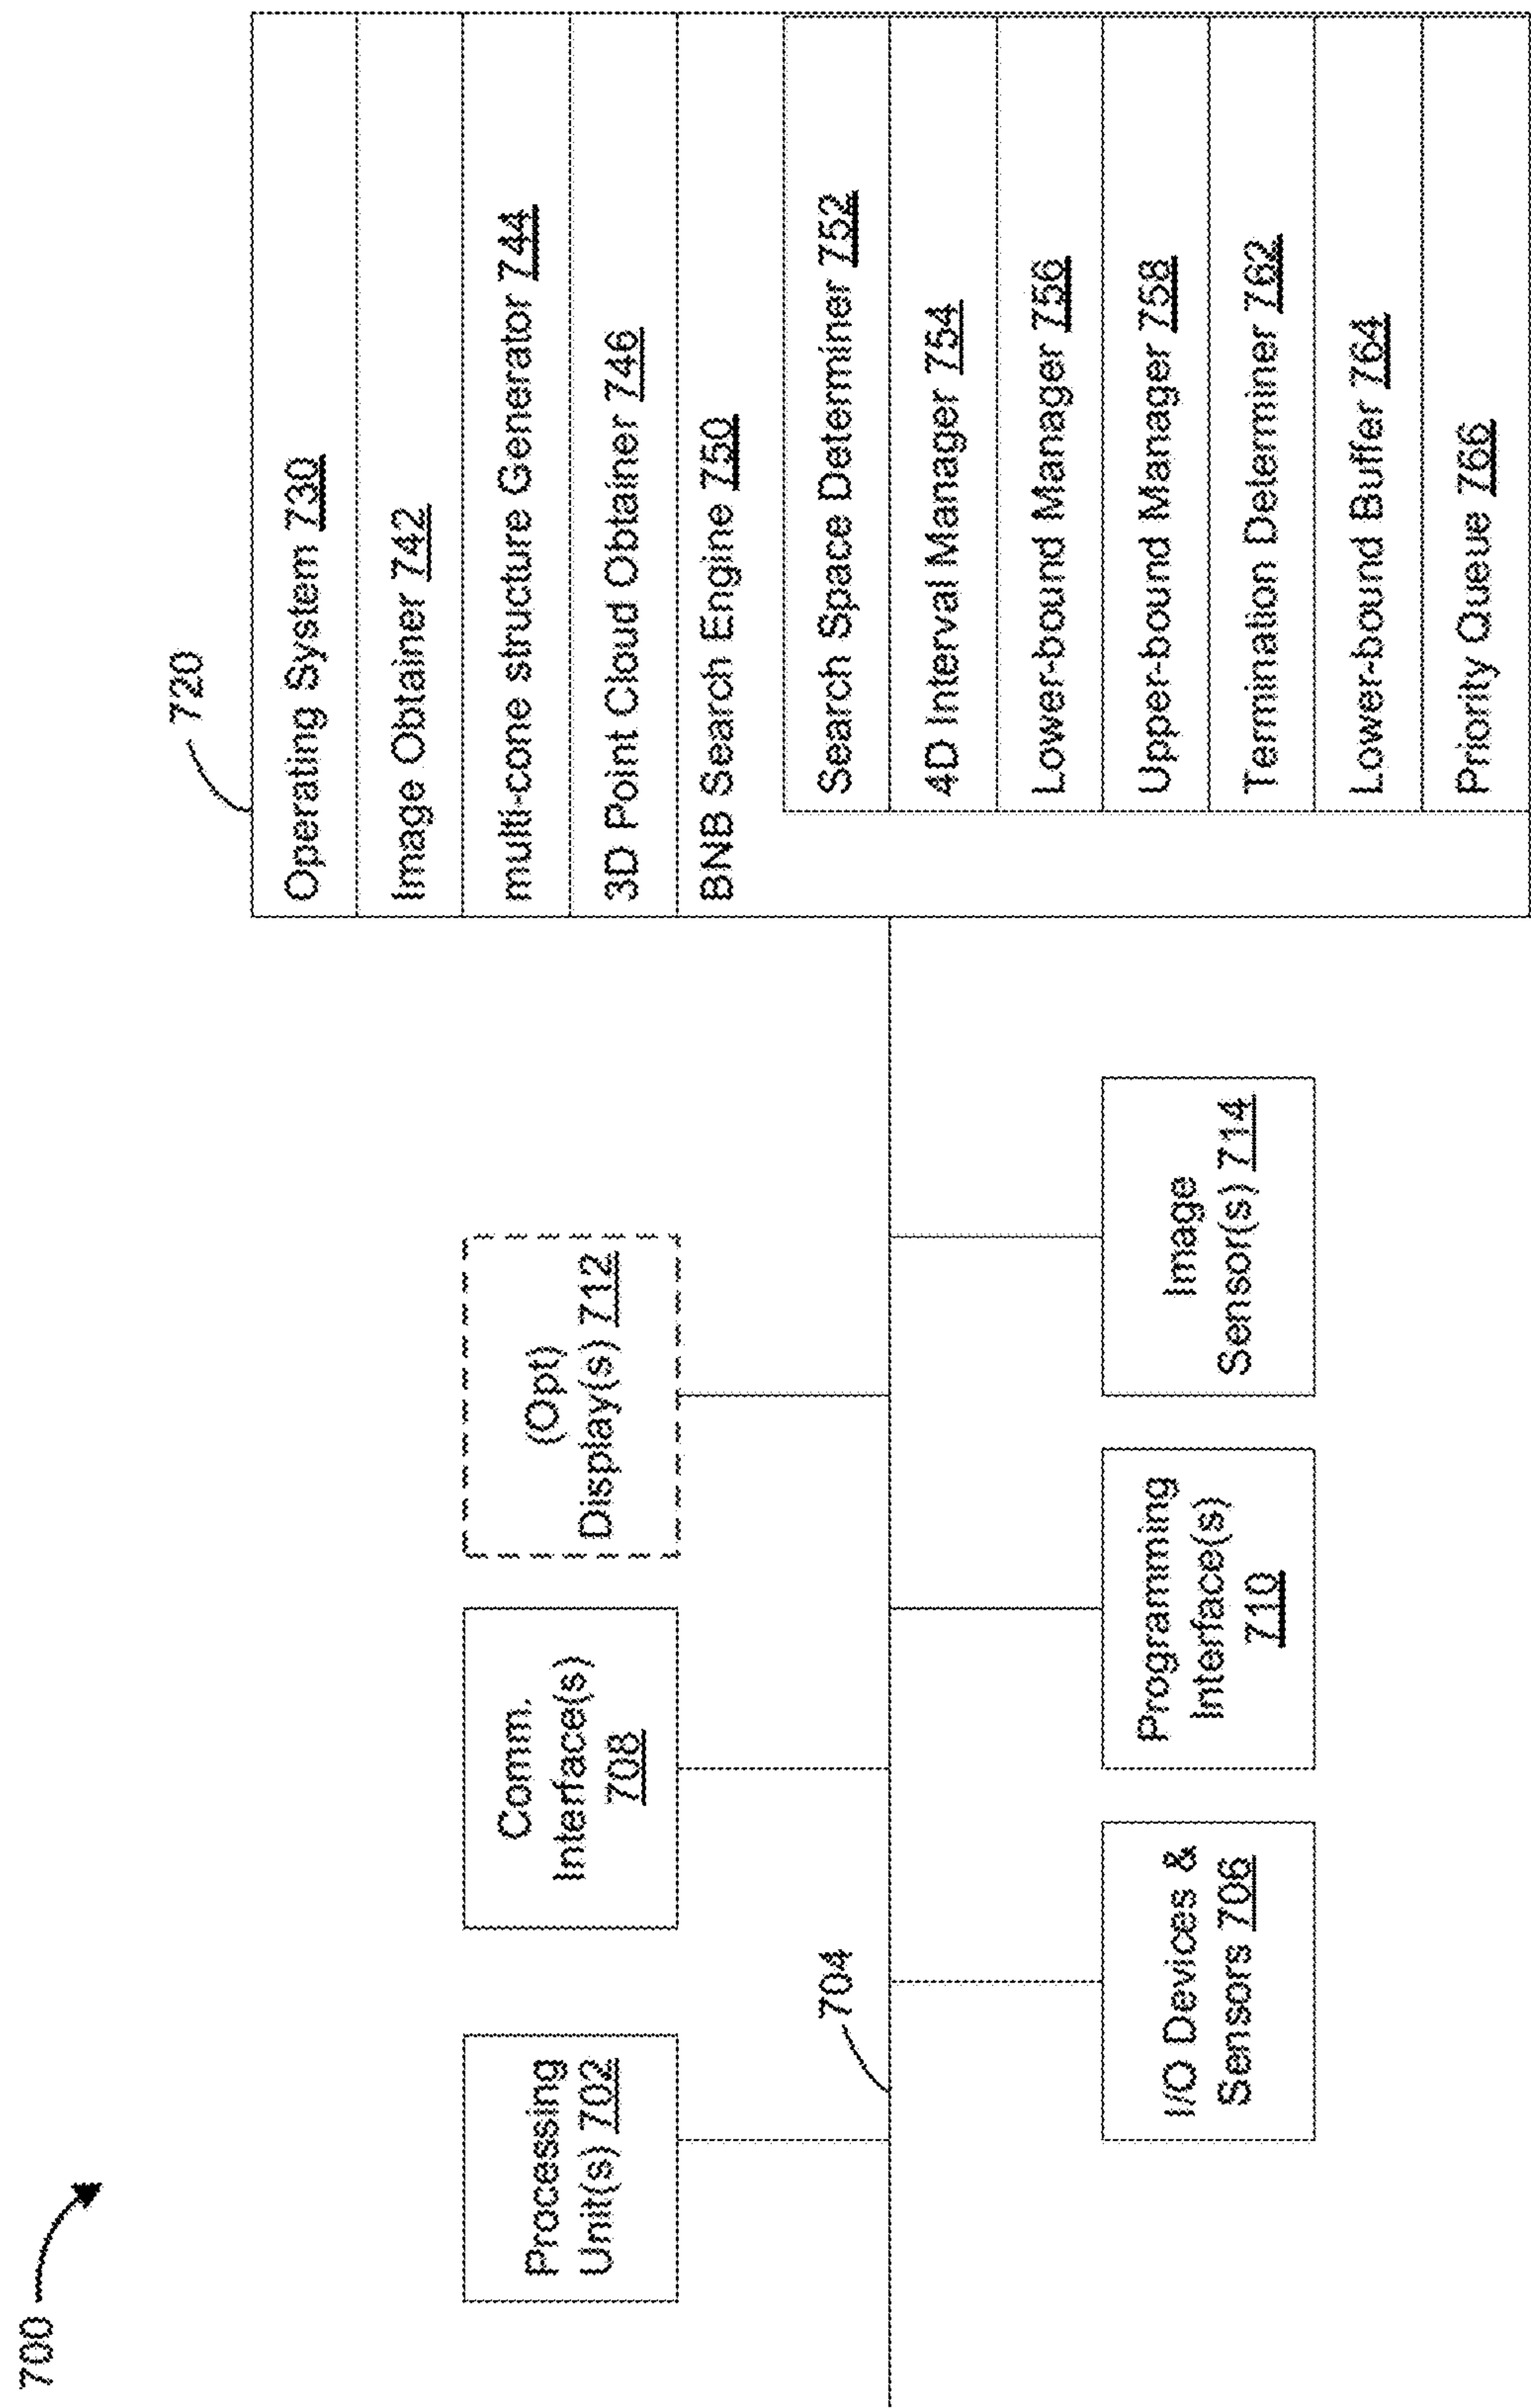 700
Processing
Unit(s) 702
Comm.
Interface(s)
708
(Opt)
Display(s) 712
704
I/O Devices &
Sensors 706
Programming
Interface(s)
710
Image
Sensor(s) 714
720
Operating System 730
Image Obtainer 742
multi-cone structure Generator 744
3D Point Cloud Obtainer 746
BNB Search Engine 750
Search Space Determiner 752
4D Interval Manager 754
Lower-bound Manager 756
Upper-bound Manager 758
Termination Determiner 762
Lower-bound Buffer 764
Priority Queue 766